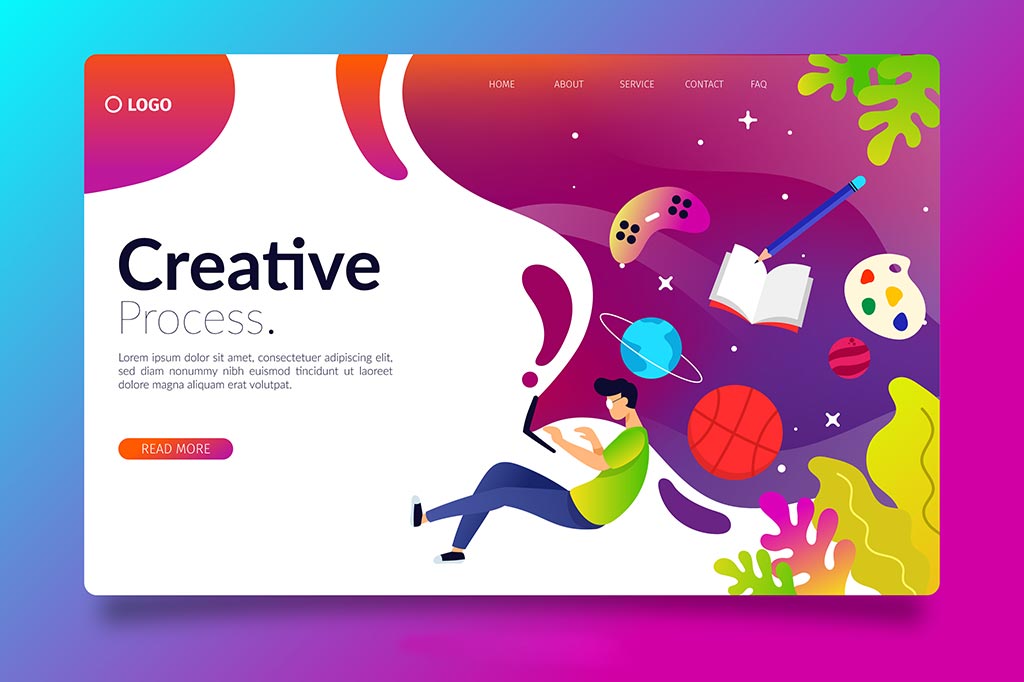 LOGO
HOME ABOUT SERVICE CONTACT FAQ
Creative
Process.
Lorem ipsum dolor sit amet, consectetuer adipiscing elit,
sed diam nonummy nibh euismod tincidunt ut laoreet
dolore magna aliquam erat volutpat.
READ MORE